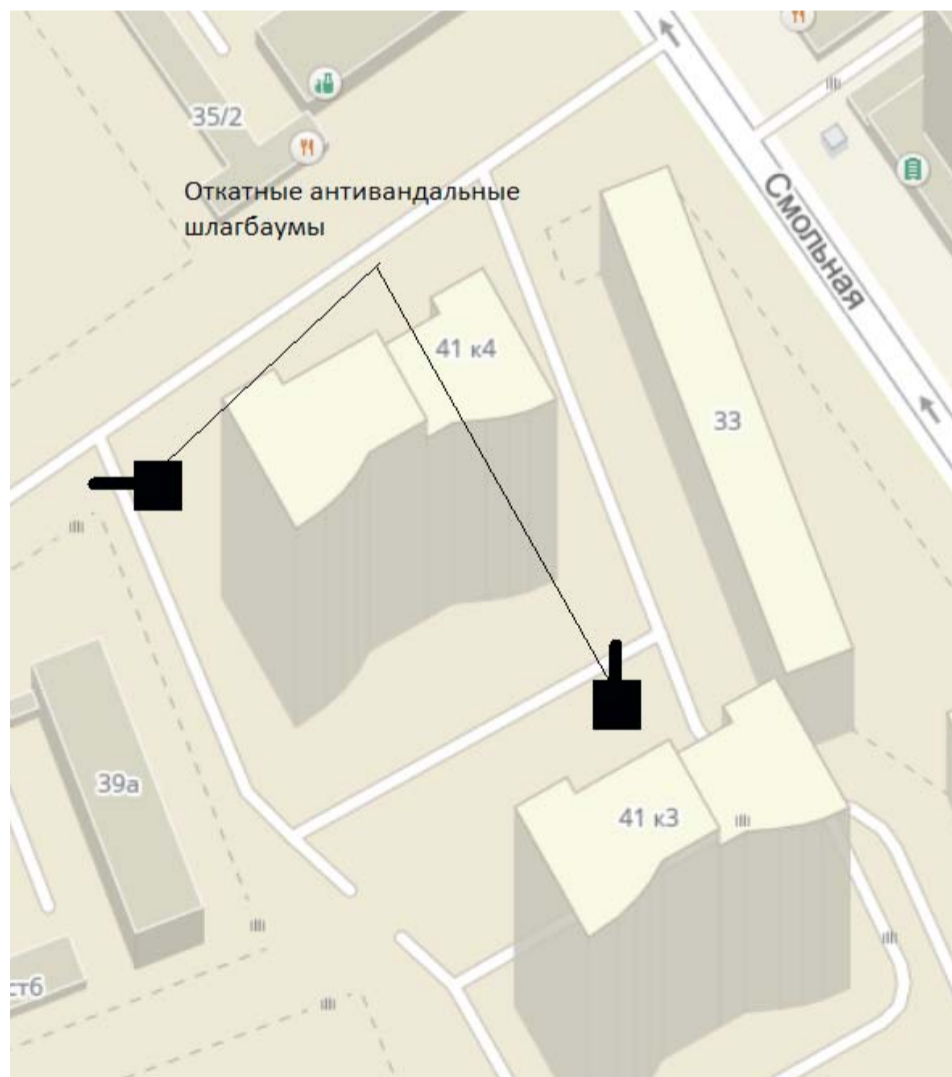 35/2
Откатные антивандальные
шлагбаумы
Смольная
41 к4
33
39а
41 к3
ст6